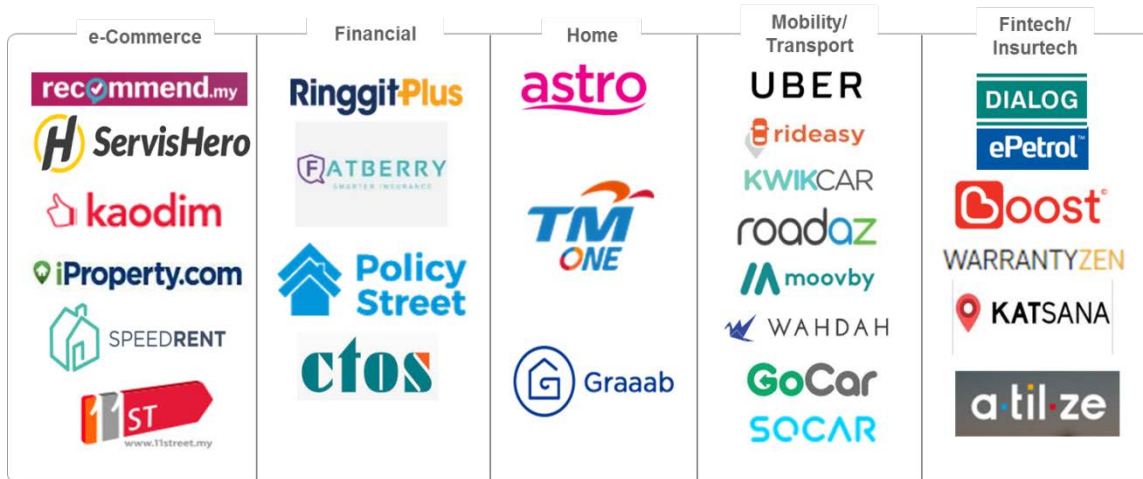 e-Commerce
recommend.my
ServisHero
kaodim
iProperty.com
SPEEDRENT
11ST
www.11street.my
Financial
RinggitPlus
FATBERRY
SMARTER INSURANCE
Policy
Street
ctos
Home
astro
TM
ONE
Graaab
Mobility/
Transport
UBER
rideasy
KWIKCAR
roadaz
moovby
WAHDAH
GoCar
SOCAR
Fintech/
Insurtech
DIALOG
ePetrol™
Boost
WARRANTYZEN
KATSANA
a·til·ze